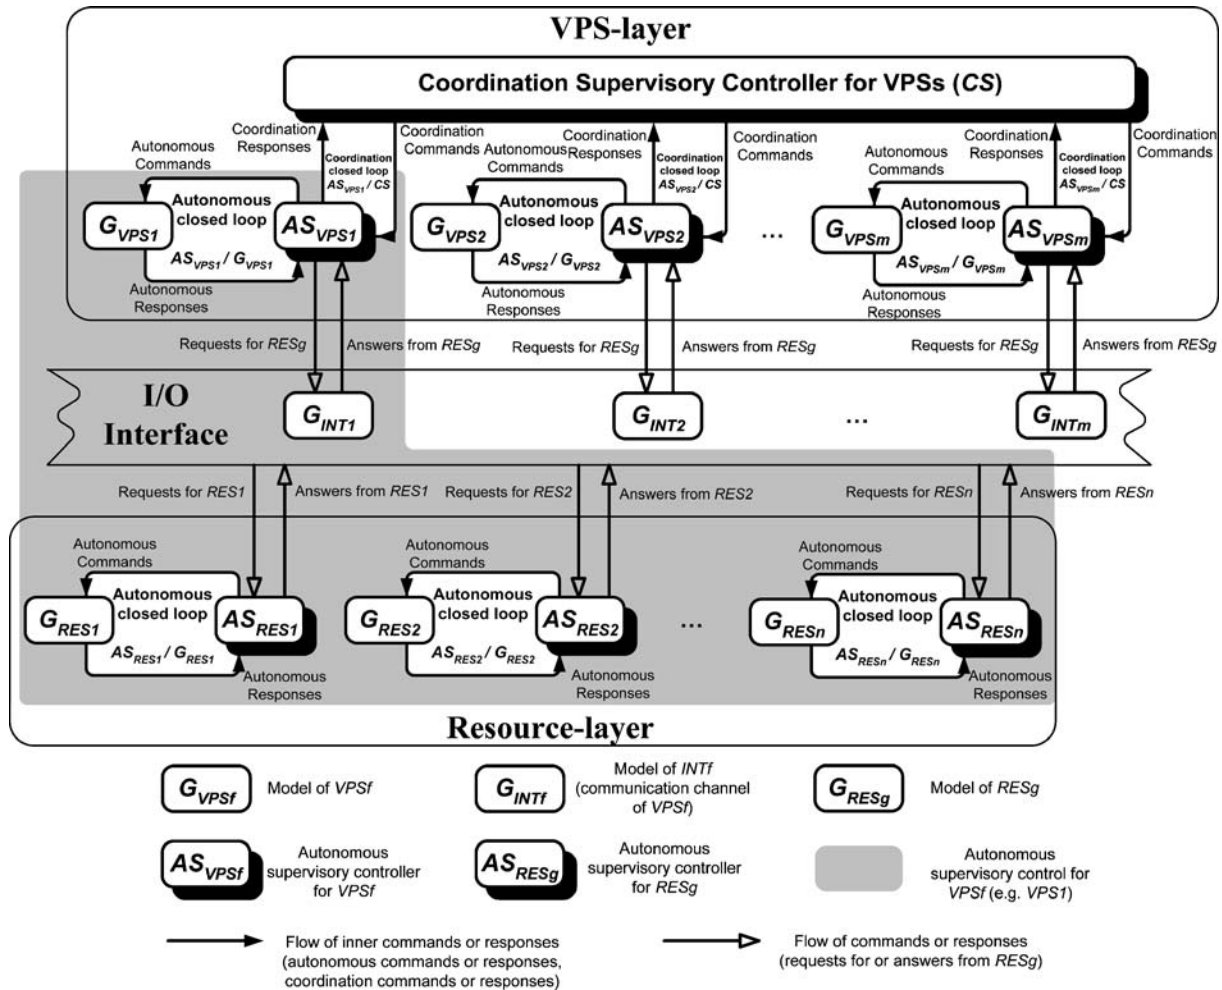 VPS-layer
Coordination Supervisory Controller for VPSs (CS)
Autonomous
Commands
Coordination
Responses
Coordination
closed loop
AS_VPS1 / CS
Coordination
Commands
Autonomous
Commands
Coordination
Responses
Coordination
closed loop
AS_VPS2 / CS
Coordination
Commands
Autonomous
Commands
Coordination
Responses
Coordination
closed loop
AS_VPSm / CS
Coordination
Commands
G_VPS1
Autonomous
closed loop
AS_VPS1 / G_VPS1
AS_VPS1
Autonomous
Responses
G_VPS2
Autonomous
closed loop
AS_VPS2 / G_VPS2
AS_VPS2
Autonomous
Responses
...
G_VPSm
Autonomous
closed loop
AS_VPSm / G_VPSm
AS_VPSm
Autonomous
Responses
Requests for RESg
Answers from RESg
Requests for RESg
Answers from RESg
Requests for RESg
Answers from RESg
I/O
Interface
G_INT1
G_INT2
...
G_INTm
Requests for RES1
Answers from RES1
Requests for RES2
Answers from RES2
Requests for RESn
Answers from RESn
Autonomous
Commands
G_RES1
Autonomous
closed loop
AS_RES1 / G_RES1
AS_RES1
Autonomous
Responses
Autonomous
Commands
G_RES2
Autonomous
closed loop
AS_RES2 / G_RES2
AS_RES2
Autonomous
Responses
...
Autonomous
Commands
G_RESn
Autonomous
closed loop
AS_RESn / G_RESn
AS_RESn
Autonomous
Responses
Resource-layer
G_VPSf
Model of VPSf
G_INTf
Model of INTf
(communication channel
of VPSf)
G_RESg
Model of RESg
AS_VPSf
Autonomous
supervisory controller
for VPSf
AS_RESg
Autonomous
supervisory controller
for RESg
Autonomous
supervisory control for
VPSf (e.g. VPS1)
Flow of inner commands or responses
(autonomous commands or responses,
coordination commands or responses)
Flow of commands or responses
(requests for or answers from RESg)